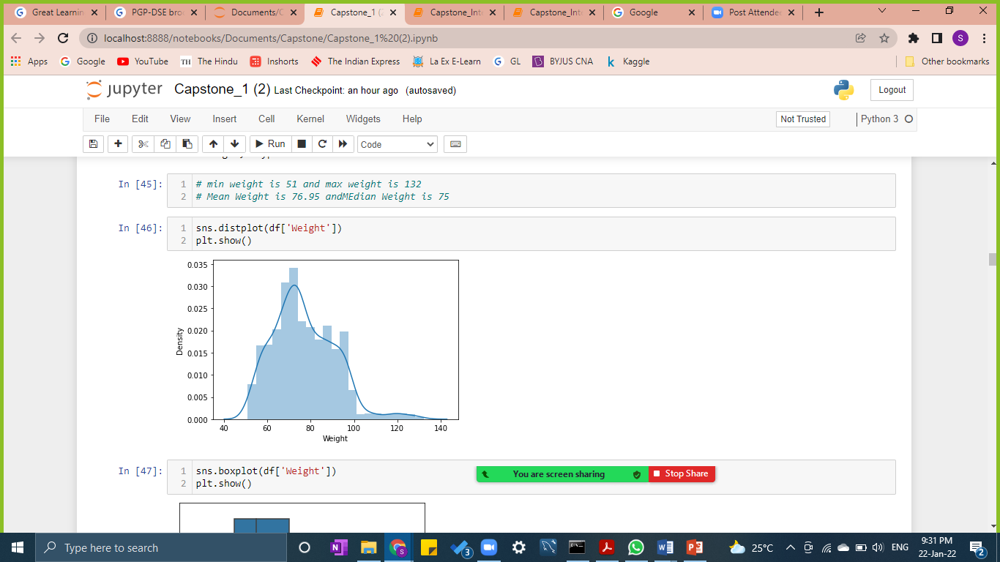 Great Learnin
PGP-DSE bro
Documents/C
Capstone_1 (2
Capstone_Inte
Capstone_Inte
Google
Post Attende
localhost:8888/notebooks/Documents/Capstone/Capstone_1%20(2).ipynb
S
Apps
Google
YouTube
TH The Hindu
Inshorts
The Indian Express
La Ex E-Learn
GL
BYJUS CNA
k Kaggle
Other bookmarks
jupyter Capstone_1 (2) Last Checkpoint: an hour ago (autosaved)
Logout
File Edit View Insert Cell Kernel Widgets Help
Not Trusted
Python 3
Run
Code
In [45]:
1 # min weight is 51 and max weight is 132
2 # Mean Weight is 76.95 andMEdian Weight is 75
In [46]:
1 sns.distplot(df['Weight'])
2 plt.show()
0.035
0.030
0.025
0.020
0.015
0.010
0.005
0.000
Density
40 60 80 100 120 140
Weight
In [47]:
1 sns.boxplot(df['Weight'])
2 plt.show()
You are screen sharing
Stop Share
Type here to search
N
S
3
W
P
25°C
ENG
9:31 PM
22-Jan-22
2